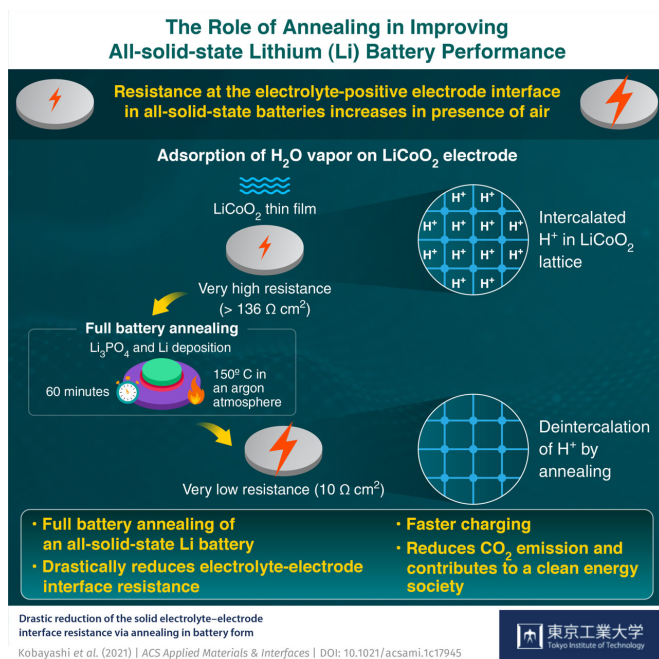 The Role of Annealing in Improving
All-solid-state Lithium (Li) Battery Performance
Resistance at the electrolyte-positive electrode interface
in all-solid-state batteries increases in presence of air
Adsorption of H₂O vapor on LiCoO₂ electrode
LiCoO₂ thin film
Very high resistance
(> 136 Ω cm²)
H⁺ H⁺
H⁺ H⁺ H⁺ H⁺
H⁺ H⁺ H⁺ H⁺
H⁺ H⁺
Intercalated
H⁺ in LiCoO₂
lattice
Full battery annealing
Li₃PO₄ and Li deposition
60 minutes
150º C in
an argon
atmosphere
Very low resistance (10 Ω cm²)
Deintercalation
of H⁺ by
annealing
· Full battery annealing of
an all-solid-state Li battery
· Drastically reduces electrolyte-electrode
interface resistance
· Faster charging
· Reduces CO₂ emission and
contributes to a clean energy
society
Drastic reduction of the solid electrolyte–electrode
interface resistance via annealing in battery form
Kobayashi et al. (2021) | ACS Applied Materials & Interfaces | DOI: 10.1021/acsami.1c17945
東京工業大学
Tokyo Institute of Technology